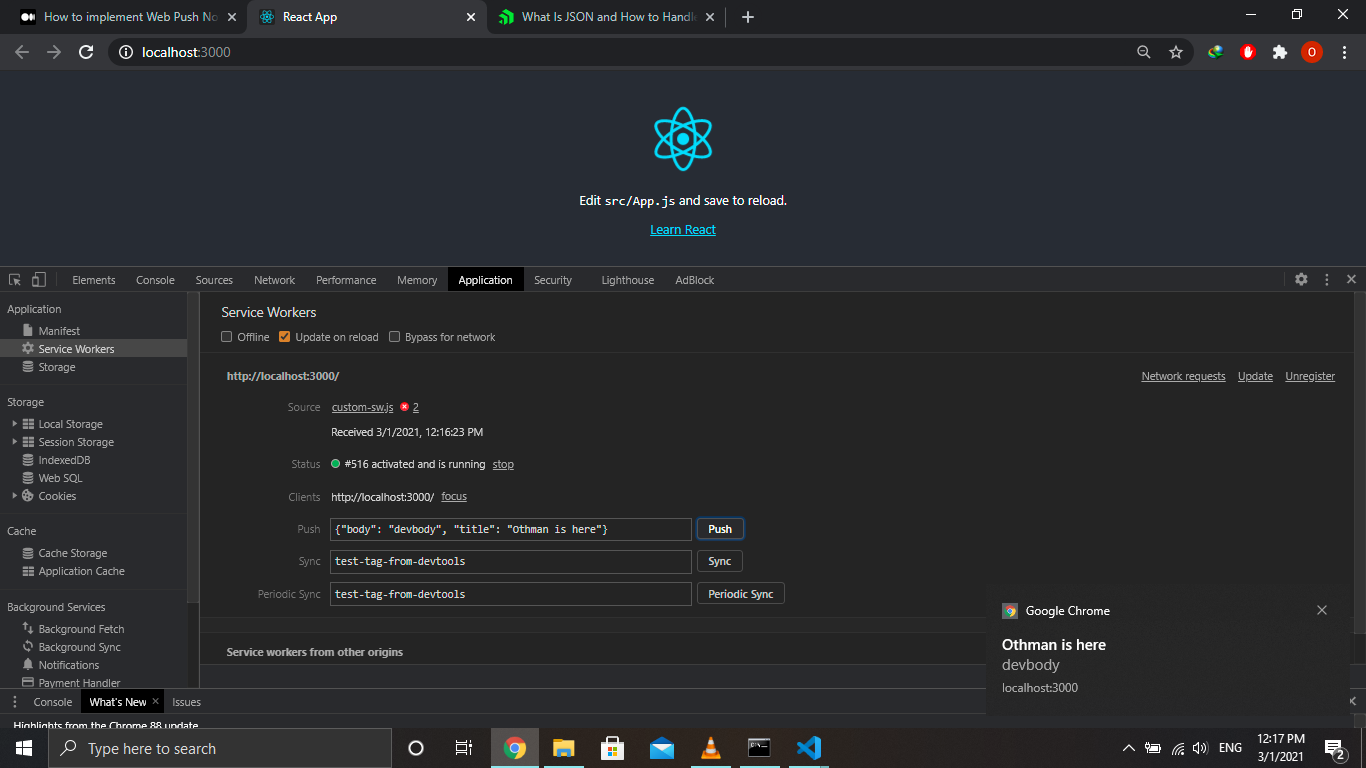 How to implement Web Push No
React App
What Is JSON and How to Handl
localhost:3000
O
Edit src/App.js and save to reload.
Learn React
Elements Console Sources Network Performance Memory Application Security Lighthouse AdBlock
Application
Manifest
Service Workers
Storage
Storage
Local Storage
Session Storage
IndexedDB
Web SQL
Cookies
Cache
Cache Storage
Application Cache
Background Services
Background Fetch
Background Sync
Notifications
Payment Handler
Service Workers
Offline Update on reload Bypass for network
http://localhost:3000/ Network requests Update Unregister
Source custom-sw.js 2
Received 3/1/2021, 12:16:23 PM
Status #516 activated and is running stop
Clients http://localhost:3000/ focus
Push {"body": "devbody", "title": "Othman is here"} Push
Sync test-tag-from-devtools Sync
Periodic Sync test-tag-from-devtools Periodic Sync
Service workers from other origins
Google Chrome
Othman is here
devbody
localhost:3000
Console What's New Issues
Highlights from the Chrome 88 update
Type here to search
ENG
12:17 PM
3/1/2021
2